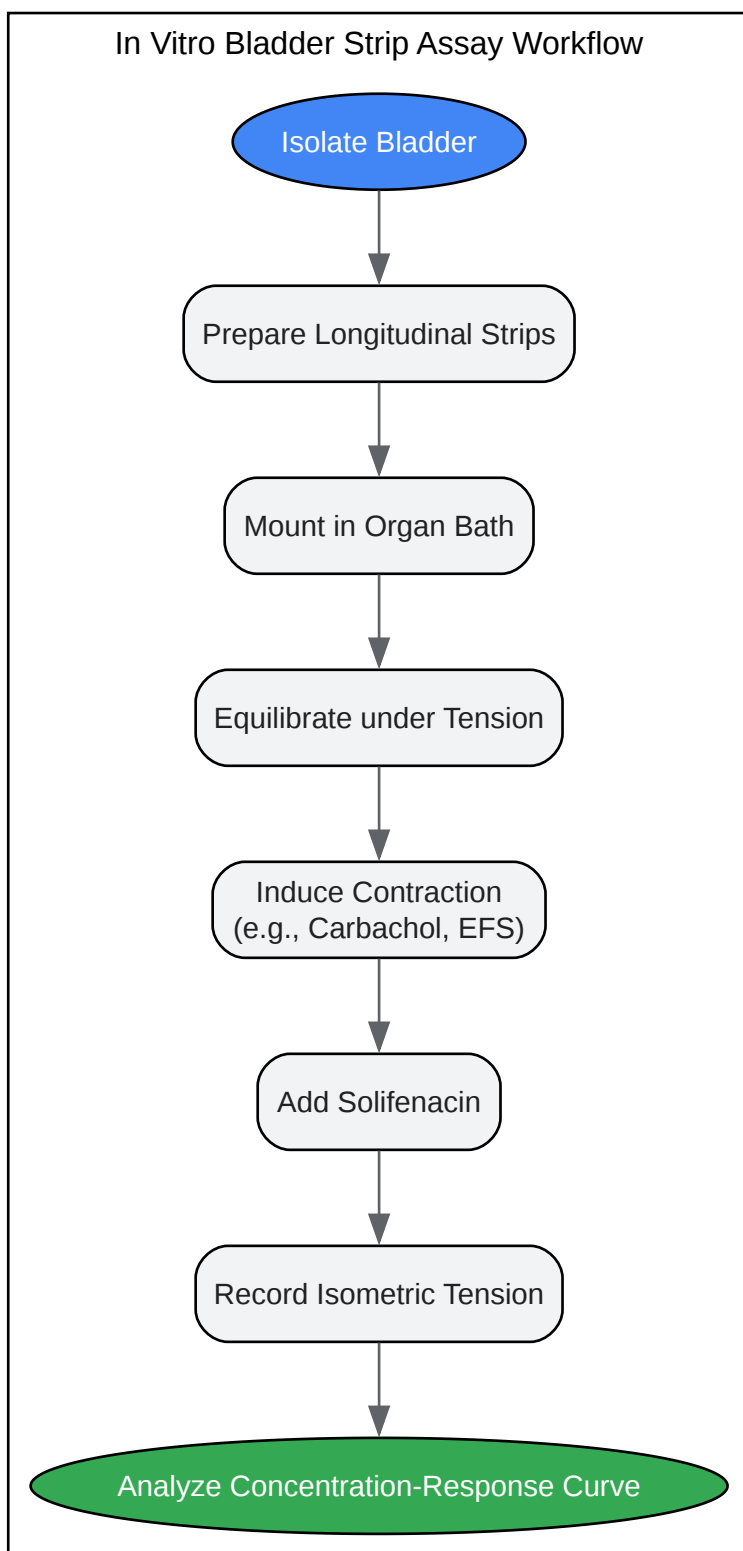 In Vitro Bladder Strip Assay Workflow
Isolate Bladder
Prepare Longitudinal Strips
Mount in Organ Bath
Equilibrate under Tension
Induce Contraction
(e.g., Carbachol, EFS)
Add Solifenacin
Record Isometric Tension
Analyze Concentration-Response Curve